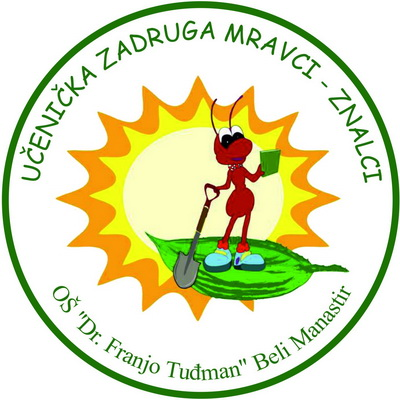 UČENIČKA ZADRUGA MRAVCI - ZNALCI
OŠ "Dr. Franjo Tuđman" Beli Manastir